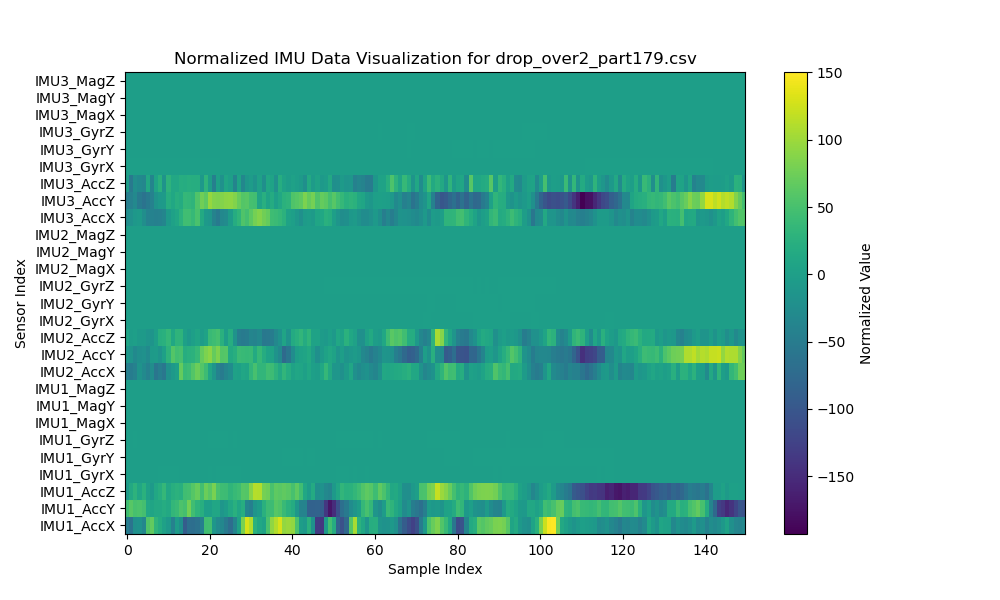 Normalized IMU Data Visualization for drop_over2_part179.csv
IMU3_MagZ
IMU3_MagY
IMU3_MagX
IMU3_GyrZ
IMU3_GyrY
IMU3_GyrX
IMU3_AccZ
IMU3_AccY
IMU3_AccX
IMU2_MagZ
IMU2_MagY
IMU2_MagX
IMU2_GyrZ
IMU2_GyrY
IMU2_GyrX
IMU2_AccZ
IMU2_AccY
IMU2_AccX
IMU1_MagZ
IMU1_MagY
IMU1_MagX
IMU1_GyrZ
IMU1_GyrY
IMU1_GyrX
IMU1_AccZ
IMU1_AccY
IMU1_AccX
Sensor Index
0 20 40 60 80 100 120 140
Sample Index
150
100
50
0
−50
−100
−150
Normalized Value